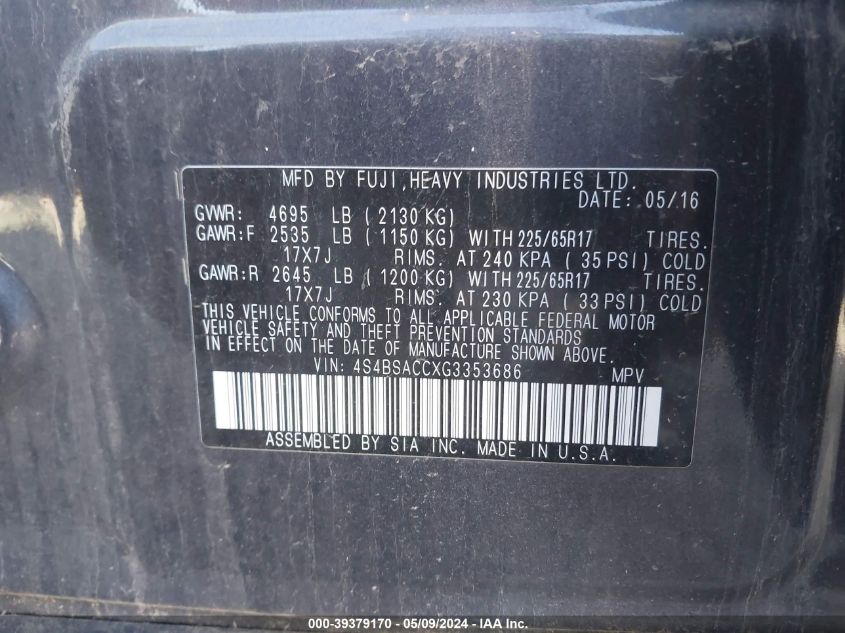 MFD BY FUJI HEAVY INDUSTRIES LTD.
DATE: 05/16
GVWR: 4695 LB ( 2130 KG)
GAWR:F 2535 LB ( 1150 KG) WITH 225/65R17 TIRES.
17X7J RIMS. AT 240 KPA ( 35 PSI) COLD
GAWR:R 2645 LB ( 1200 KG) WITH 225/65R17 TIRES.
17X7J RIMS. AT 230 KPA ( 33 PSI) COLD
THIS VEHICLE CONFORMS TO ALL APPLICABLE FEDERAL MOTOR
VEHICLE SAFETY AND THEFT PREVENTION STANDARDS
IN EFFECT ON THE DATE OF MANUFACTURE SHOWN ABOVE.
VIN: 4S4BSACCXG3353686 MPV
ASSEMBLED BY SIA INC. MADE IN U.S.A.
000-39379170 - 05/09/2024 - IAA Inc.